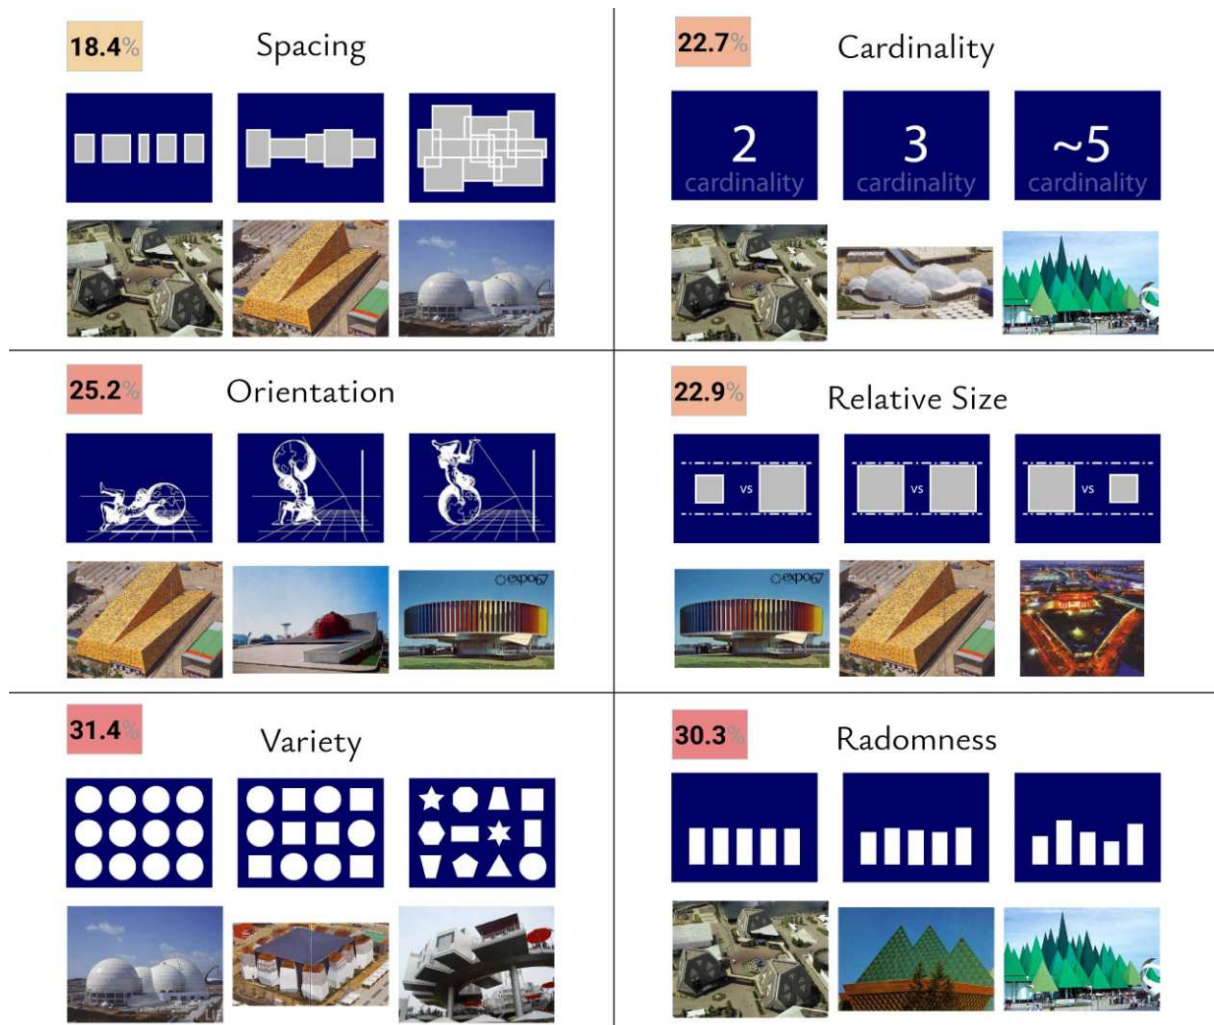 18.4%
Spacing
22.7%
Cardinality
2
cardinality
3
cardinality
~5
cardinality
LIFE
25.2%
Orientation
22.9%
Relative Size
vs
vs
vs
expo67
expo67
31.4%
Variety
30.3%
Radomness